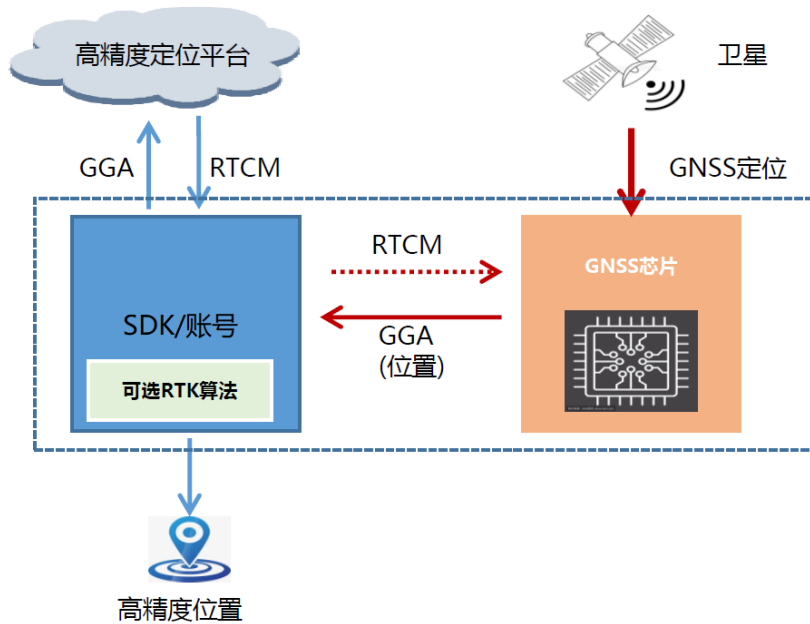 高精度定位平台
卫星
GGA
RTCM
GNSS定位
RTCM
GNSS芯片
SDK/账号
GGA
(位置)
可选RTK算法
高精度位置